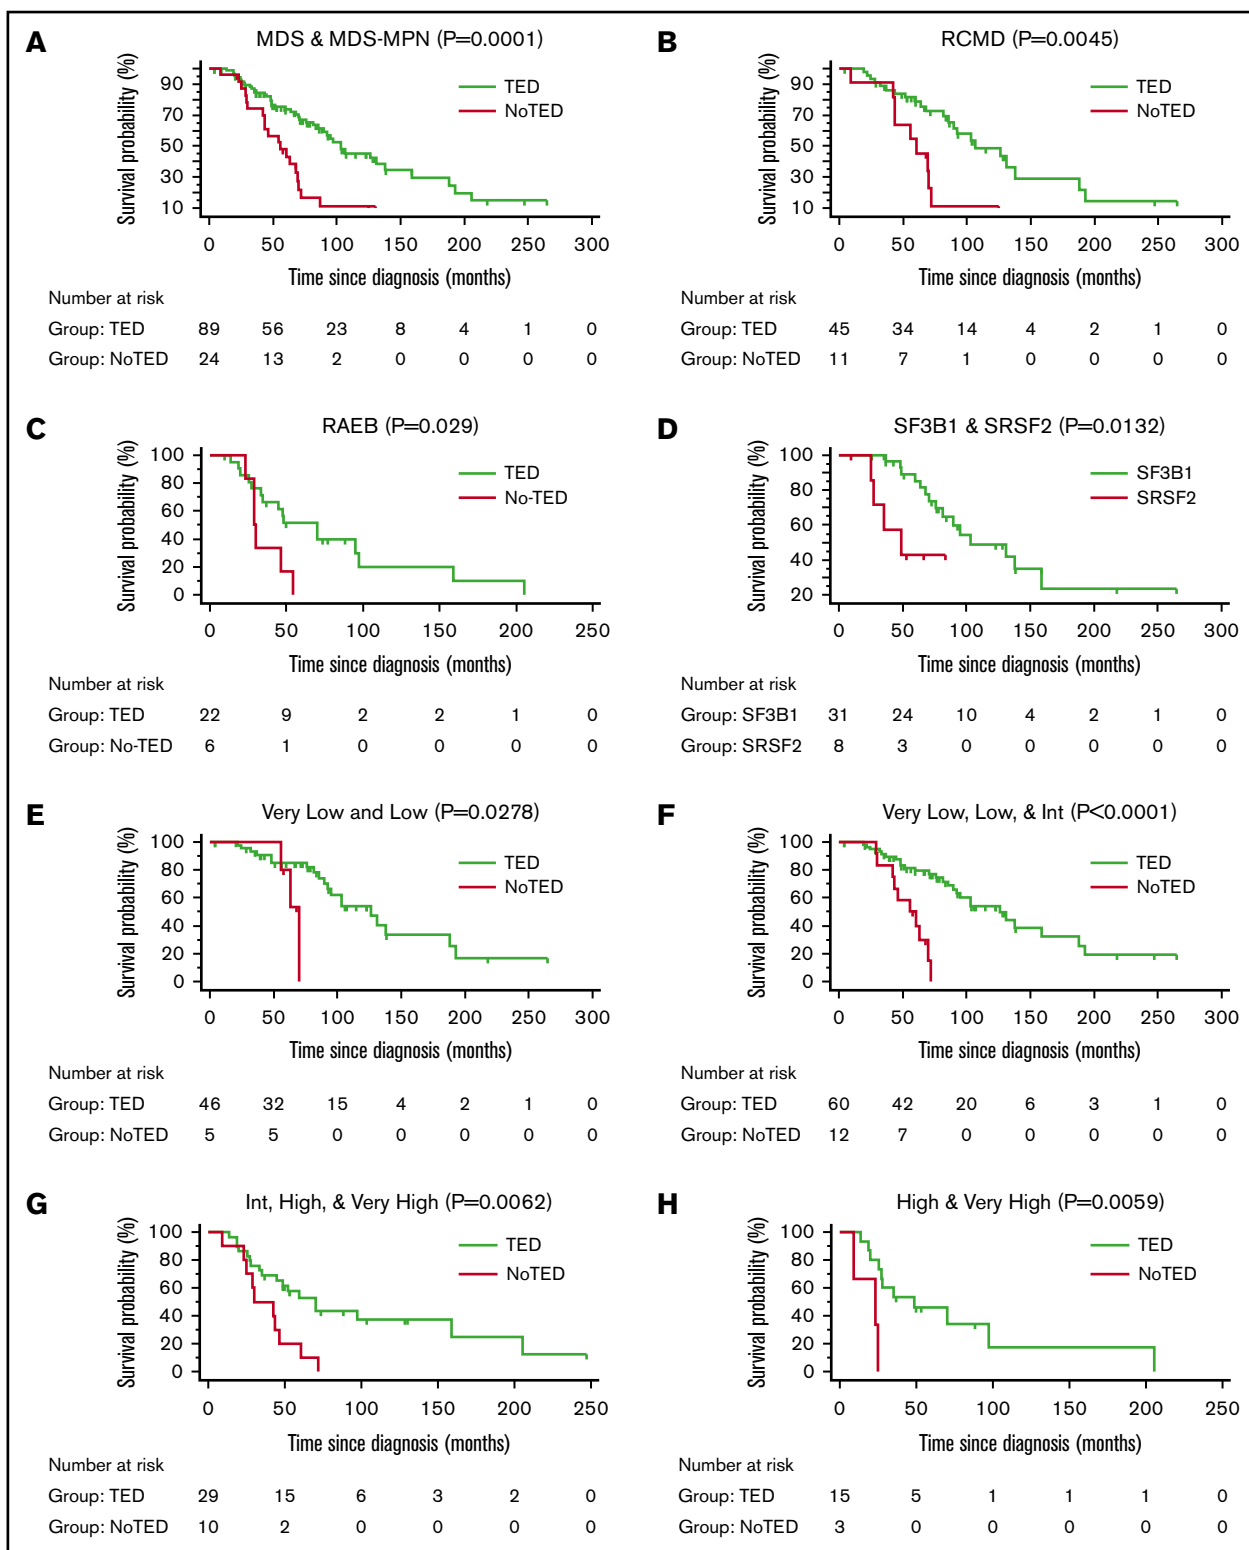 A
MDS & MDS-MPN (P=0.0001)
Survival probability (%)
90
70
50
30
10
TED
NoTED
0 50 100 150 200 250 300
Time since diagnosis (months)
Number at risk
Group: TED 89 56 23 8 4 1 0
Group: NoTED 24 13 2 0 0 0 0
B
RCMD (P=0.0045)
Survival probability (%)
90
70
50
30
10
TED
NoTED
0 50 100 150 200 250 300
Time since diagnosis (months)
Number at risk
Group: TED 45 34 14 4 2 1 0
Group: NoTED 11 7 1 0 0 0 0
C
RAEB (P=0.029)
Survival probability (%)
100
80
60
40
20
0
TED
No-TED
0 50 100 150 200 250
Time since diagnosis (months)
Number at risk
Group: TED 22 9 2 2 1 0
Group: No-TED 6 1 0 0 0 0
D
SF3B1 & SRSF2 (P=0.0132)
Survival probability (%)
100
80
60
40
20
SF3B1
SRSF2
0 50 100 150 200 250 300
Time since diagnosis (months)
Number at risk
Group: SF3B1 31 24 10 4 2 1 0
Group: SRSF2 8 3 0 0 0 0 0
E
Very Low and Low (P=0.0278)
Survival probability (%)
100
80
60
40
20
0
TED
NoTED
0 50 100 150 200 250 300
Time since diagnosis (months)
Number at risk
Group: TED 46 32 15 4 2 1 0
Group: NoTED 5 5 0 0 0 0 0
F
Very Low, Low, & Int (P<0.0001)
Survival probability (%)
100
80
60
40
20
0
TED
NoTED
0 50 100 150 200 250 300
Time since diagnosis (months)
Number at risk
Group: TED 60 42 20 6 3 1 0
Group: NoTED 12 7 0 0 0 0 0
G
Int, High, & Very High (P=0.0062)
Survival probability (%)
100
80
60
40
20
0
TED
NoTED
0 50 100 150 200 250
Time since diagnosis (months)
Number at risk
Group: TED 29 15 6 3 2 0
Group: NoTED 10 2 0 0 0 0
H
High & Very High (P=0.0059)
Survival probability (%)
100
80
60
40
20
0
TED
NoTED
0 50 100 150 200 250
Time since diagnosis (months)
Number at risk
Group: TED 15 5 1 1 1 0
Group: NoTED 3 0 0 0 0 0